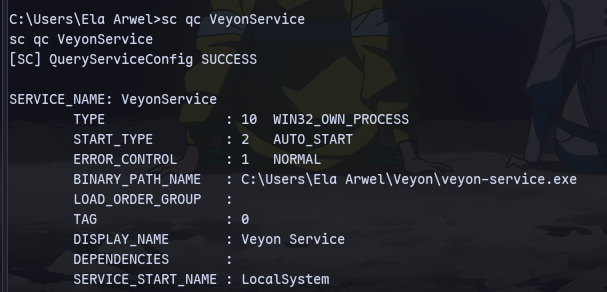 C:\Users\Ela Arwel>sc qc VeyonService
sc qc VeyonService
[SC] QueryServiceConfig SUCCESS

SERVICE_NAME: VeyonService
        TYPE               : 10  WIN32_OWN_PROCESS
        START_TYPE         : 2   AUTO_START
        ERROR_CONTROL      : 1   NORMAL
        BINARY_PATH_NAME   : C:\Users\Ela Arwel\Veyon\veyon-service.exe
        LOAD_ORDER_GROUP   :
        TAG                : 0
        DISPLAY_NAME       : Veyon Service
        DEPENDENCIES       :
        SERVICE_START_NAME : LocalSystem